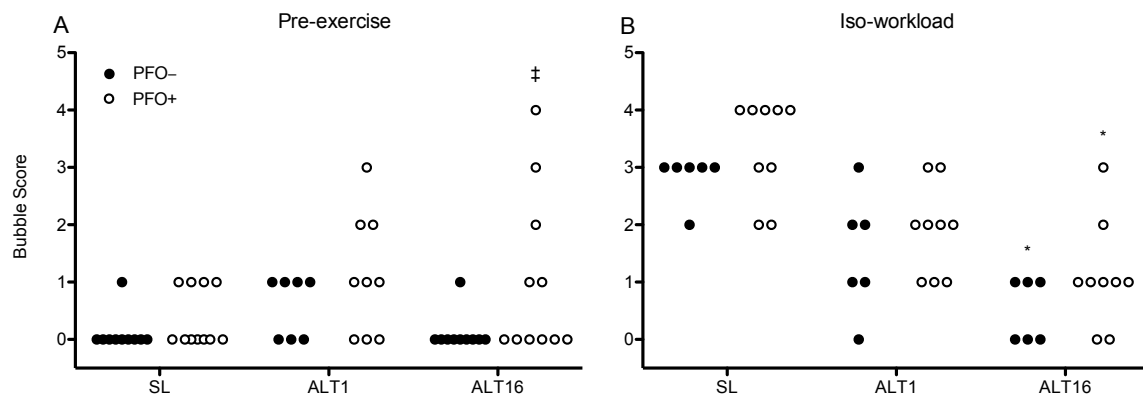 A
Pre-exercise
B
Iso-workload
Bubble Score
5
4
3
2
1
0
PFO–
PFO+
‡
SL
ALT1
ALT16
5
4
3
2
1
0
*
*
SL
ALT1
ALT16